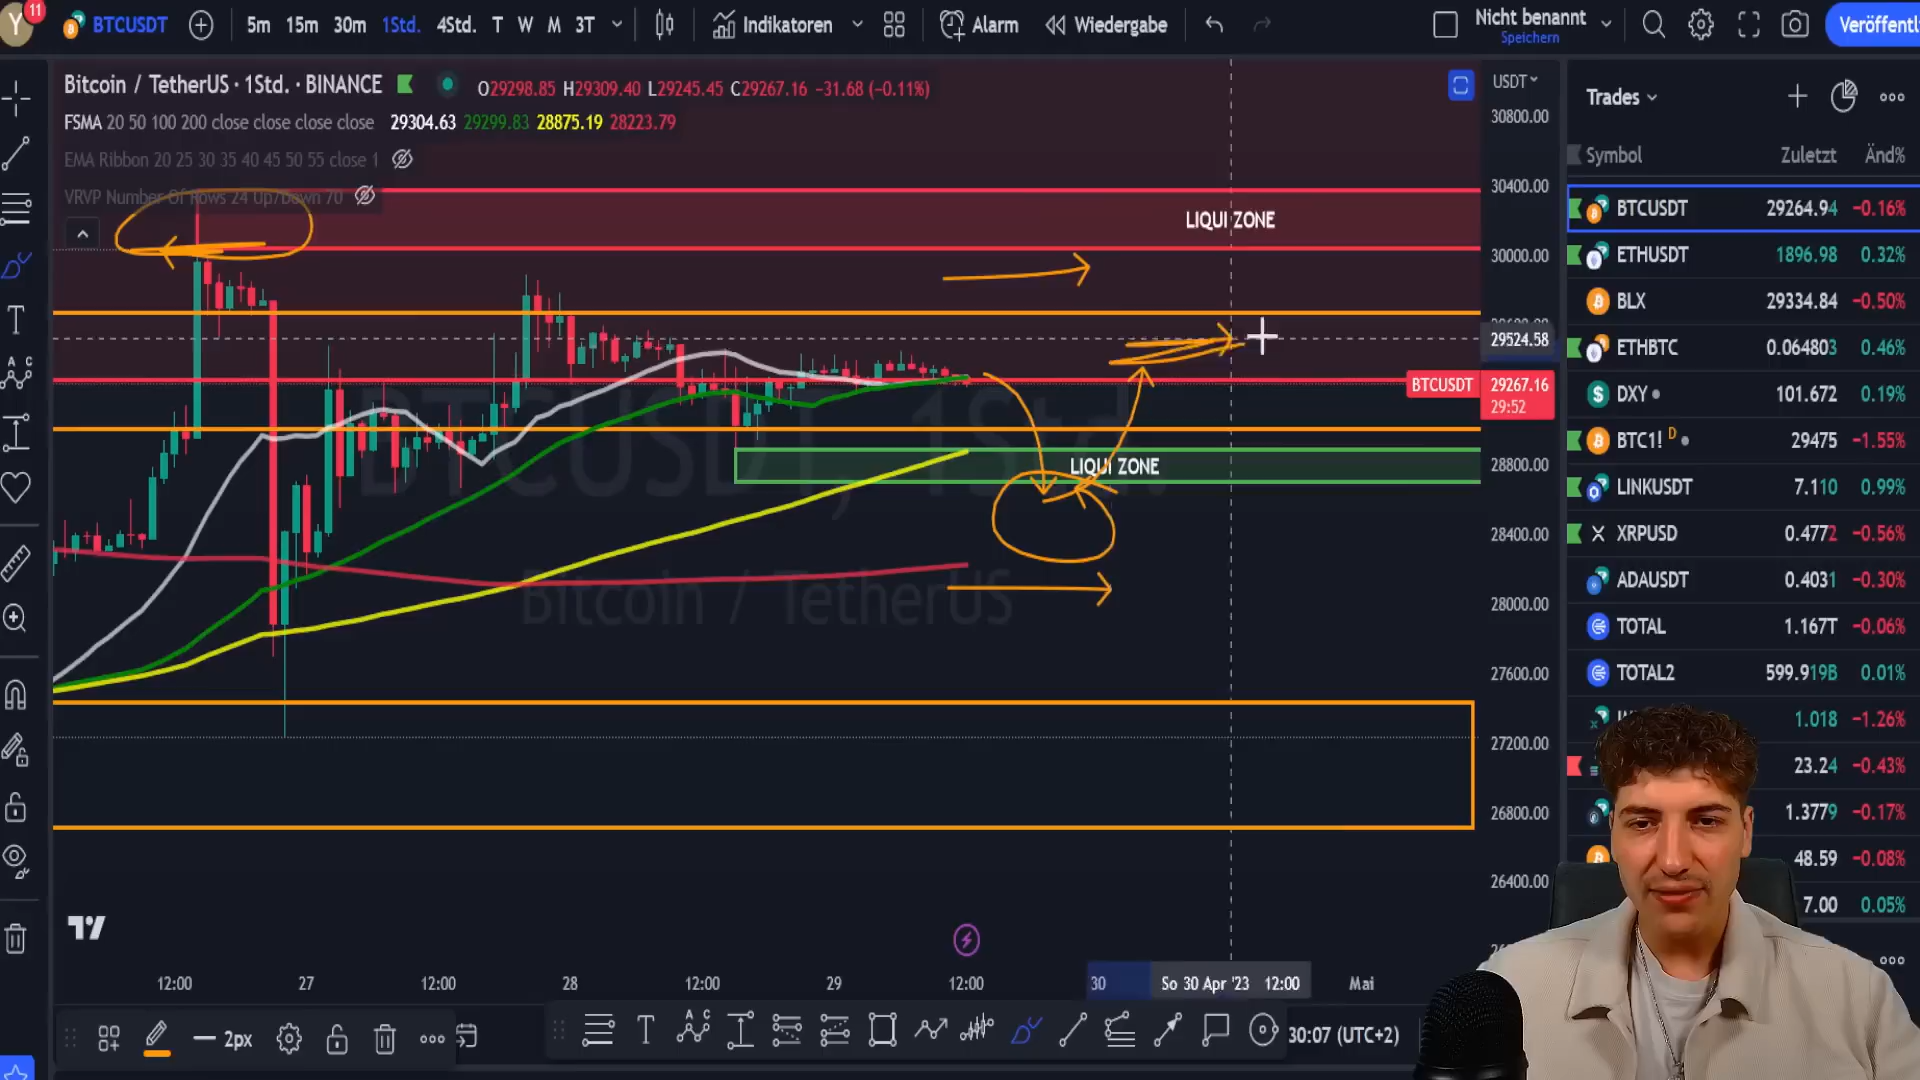 Y 11 BTCUSDT 5m 15m 30m 1Std. 4Std. T W M 3T Indikatoren Alarm Wiedergabe Nicht benannt
Speichern
Veröffentl
Bitcoin / TetherUS · 1Std. · BINANCE O29298.85 H29309.40 L29245.45 C29267.16 −31.68 (−0.11%)
FSMA 20 50 100 200 close close close close 29304.63 29299.83 28875.19 28223.79
EMA Ribbon 20 25 30 35 40 45 50 55 close 1
VRVP Number Of Rows 24 Up/Down 70
USDT
30800.00
30400.00
LIQUI ZONE
30000.00
29524.58
BTCUSDT 29267.16
29:52
LIQUI ZONE
28800.00
28400.00
28000.00
27600.00
27200.00
26800.00
26400.00
BTCUSDT, 1Std.
Bitcoin / TetherUS
12:00 27 12:00 28 12:00 29 12:00 30 So 30 Apr '23 12:00 Mai
2px
30:07 (UTC+2)
Trades
Symbol Zuletzt Änd%
BTCUSDT 29264.94 −0.16%
ETHUSDT 1896.98 0.32%
BLX 29334.84 −0.50%
ETHBTC 0.064803 0.46%
DXY 101.672 0.19%
BTC1! D 29475 −1.55%
LINKUSDT 7.110 0.99%
XRPUSD 0.4772 −0.56%
ADAUSDT 0.4031 −0.30%
TOTAL 1.167T −0.06%
TOTAL2 599.919B 0.01%
1.018 −1.26%
23.24 −0.43%
1.3779 −0.17%
48.59 −0.08%
7.00 0.05%